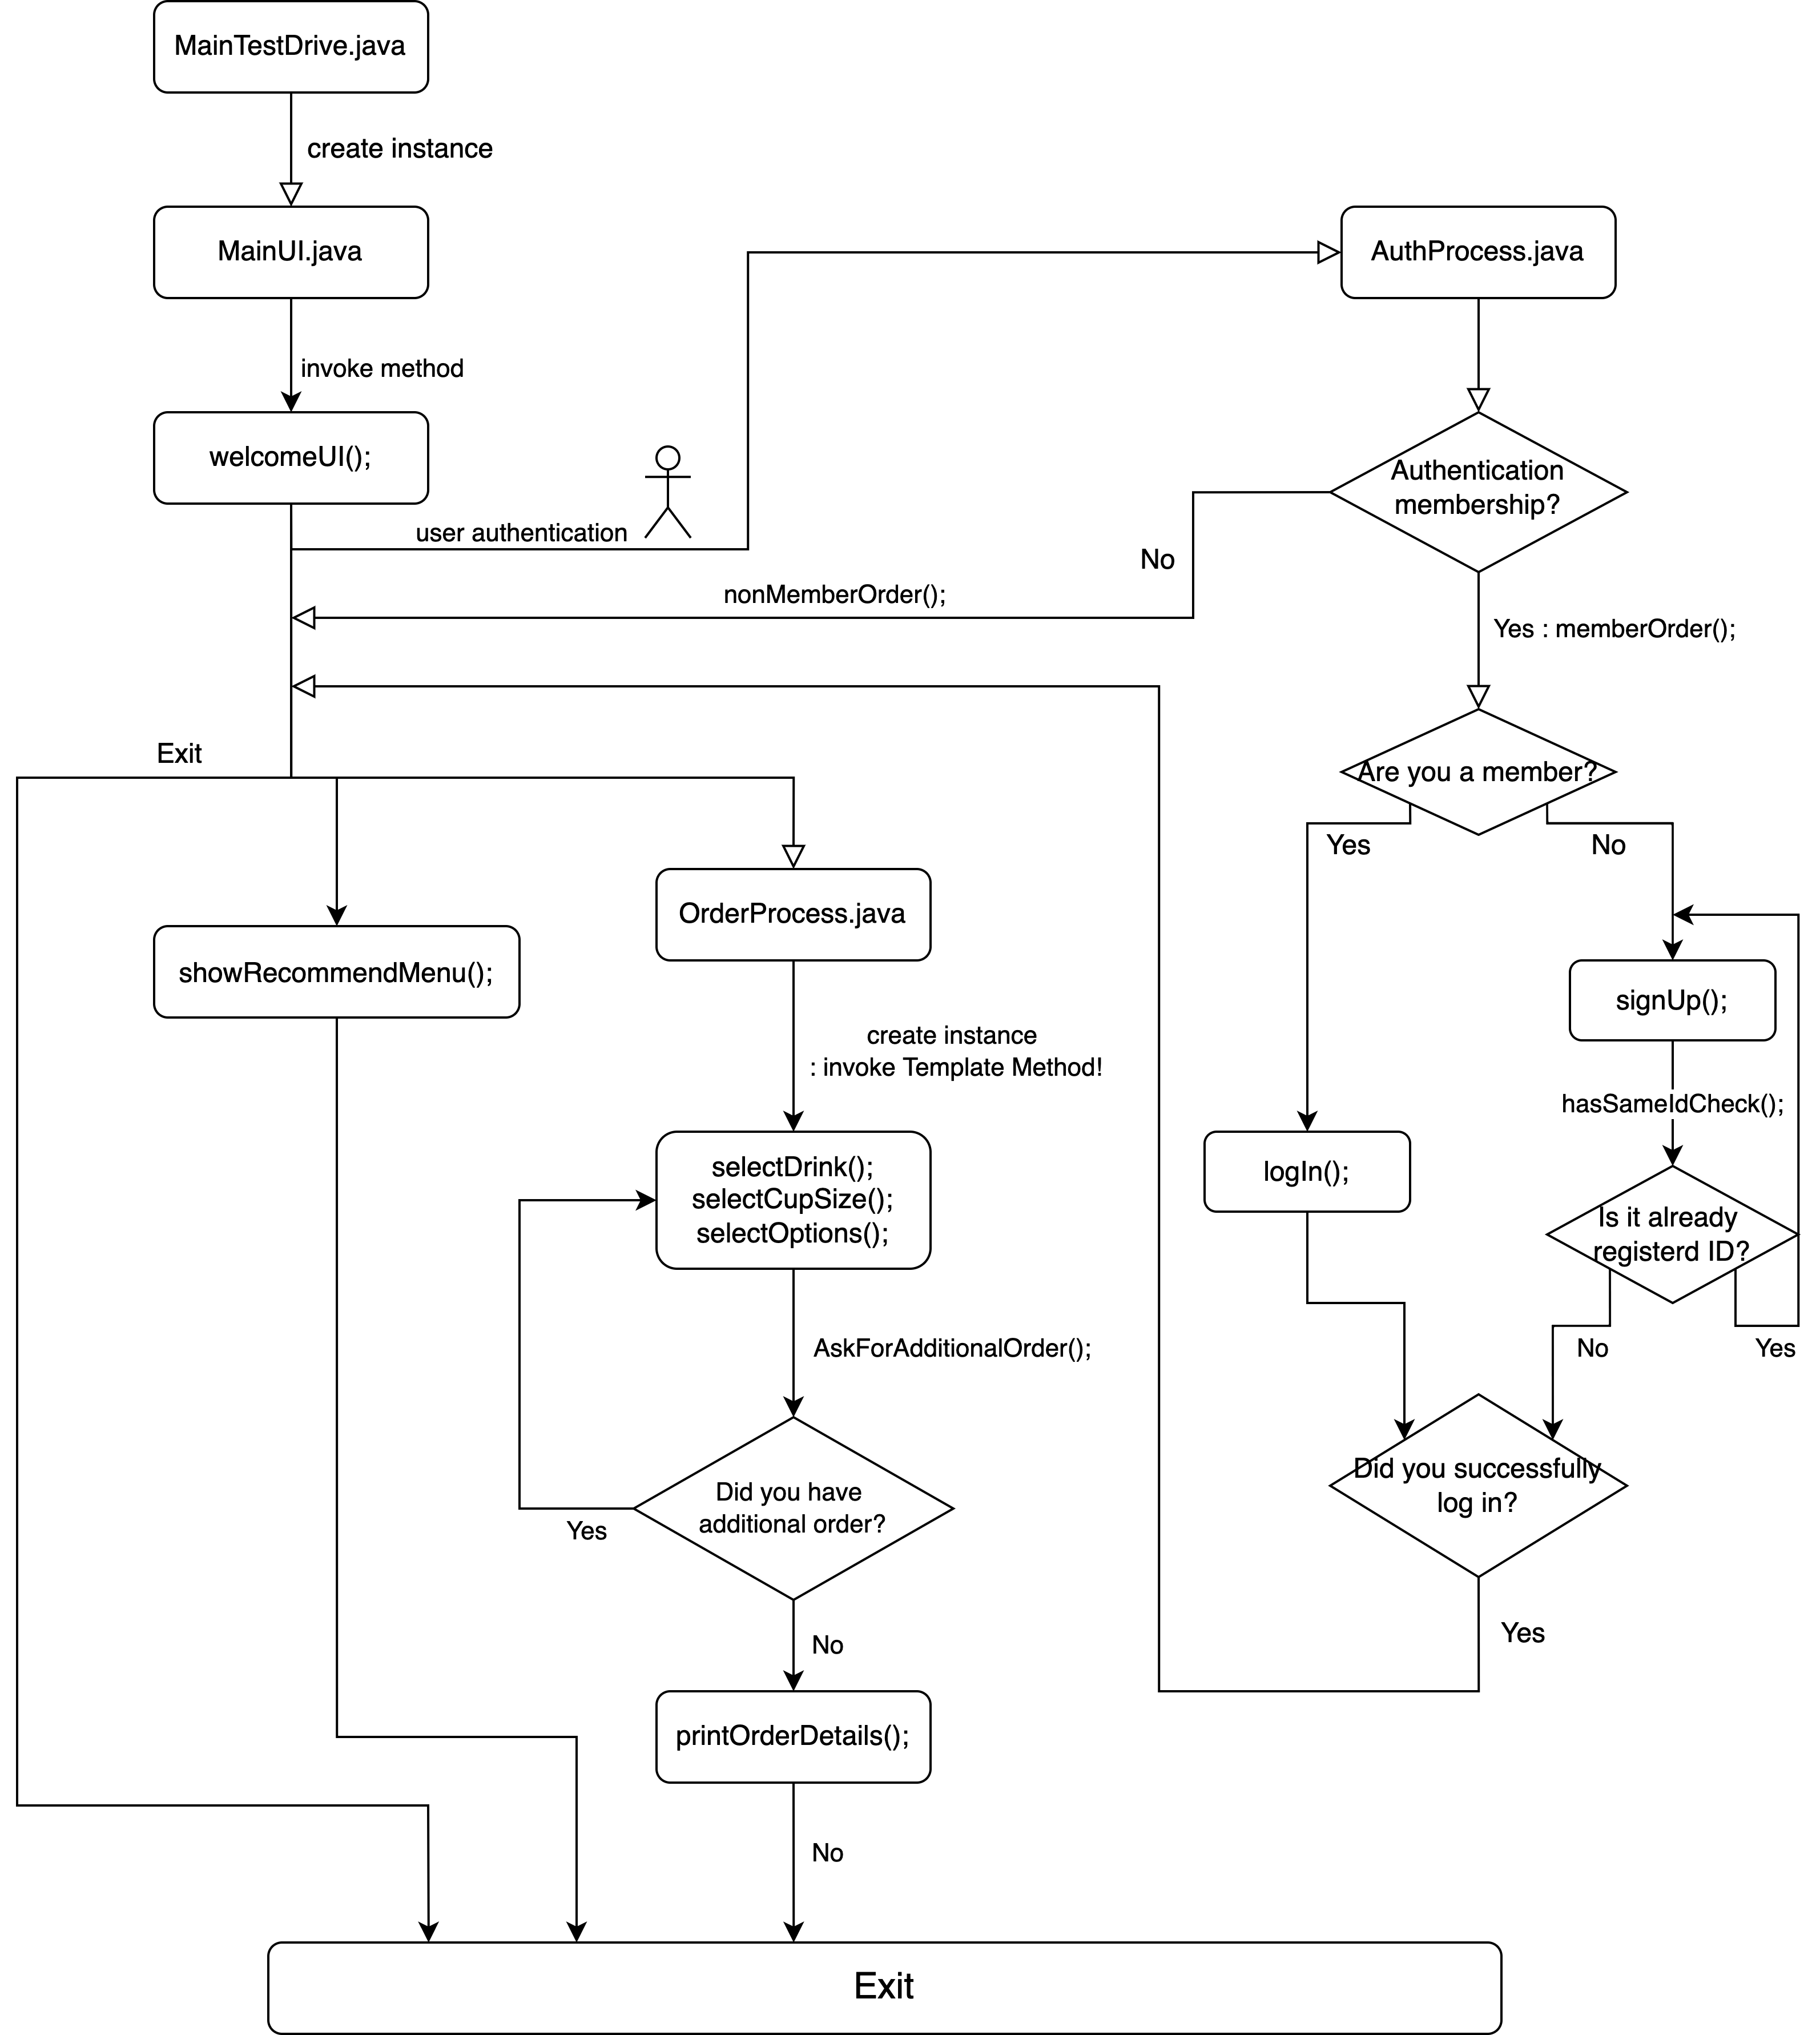 MainTestDrive.java
create instance
MainUI.java
AuthProcess.java
invoke method
welcomeUI();
Authentication
membership?
user authentication
No
nonMemberOrder();
Yes : memberOrder();
Exit
Are you a member?
Yes
No
OrderProcess.java
showRecommendMenu();
signUp();
create instance
: invoke Template Method!
hasSameIdCheck();
selectDrink();
selectCupSize();
selectOptions();
logIn();
Is it already
registerd ID?
AskForAdditionalOrder();
No
Yes
Did you have
additional order?
Did you successfully
log in?
Yes
No
Yes
printOrderDetails();
No
Exit